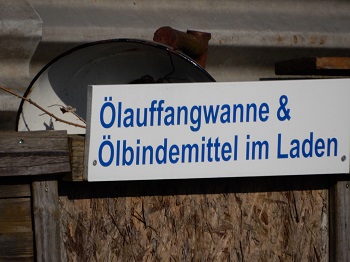 Ölauffangwanne &
Ölbindemittel im Laden